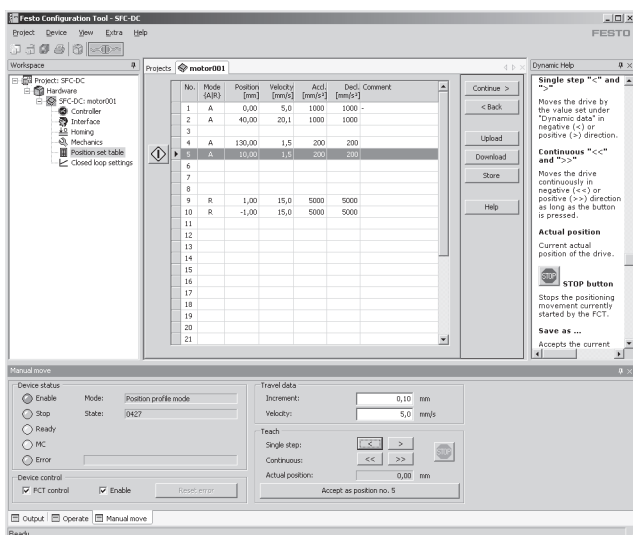 Festo Configuration Tool - SFC-DC
Project Device View Extra Help
FESTO
Workspace
Project: SFC-DC
Hardware
SFC-DC: motor001
Controller
Interface
Homing
Mechanics
Position set table
Closed loop settings
Projects motor001
No. Mode {A|R} Position [mm] Velocity [mm/s] Accl. [mm/s²] Decl. [mm/s²] Comment
1 A 0,00 5,0 1000 1000 -
2 A 40,00 20,1 1000 1000
3
4 A 130,00 1,5 200 200
5 A 10,00 1,5 200 200
6
7
8
9 R 1,00 15,0 5000 5000
10 R -1,00 15,0 5000 5000
11
12
13
14
15
16
17
18
19
20
21
Continue >
< Back
Upload
Download
Store
Help
Dynamic Help
Single step "<" and
">"
Moves the drive by
the value set under
"Dynamic data" in
negative (<) or
positive (>) direction.
Continuous "<<"
and ">>"
Moves the drive
continuously in
negative (<<) or
positive (>>) direction
as long as the button
is pressed.
Actual position
Current actual
position of the drive.
STOP STOP button
Stops the positioning
movement currently
started by the FCT.
Save as ...
Accepts the current
Manual move
Device status
Enable Mode: Position profile mode
Stop State: 0427
Ready
MC
Error
Device control
FCT control Enable Reset error
Travel data
Increment: 0,10 mm
Velocity: 5,0 mm/s
Teach
Single step: < >
Continuous: << >> STOP
Actual position: 0,00 mm
Accept as position no. 5
Output Operate Manual move
Ready